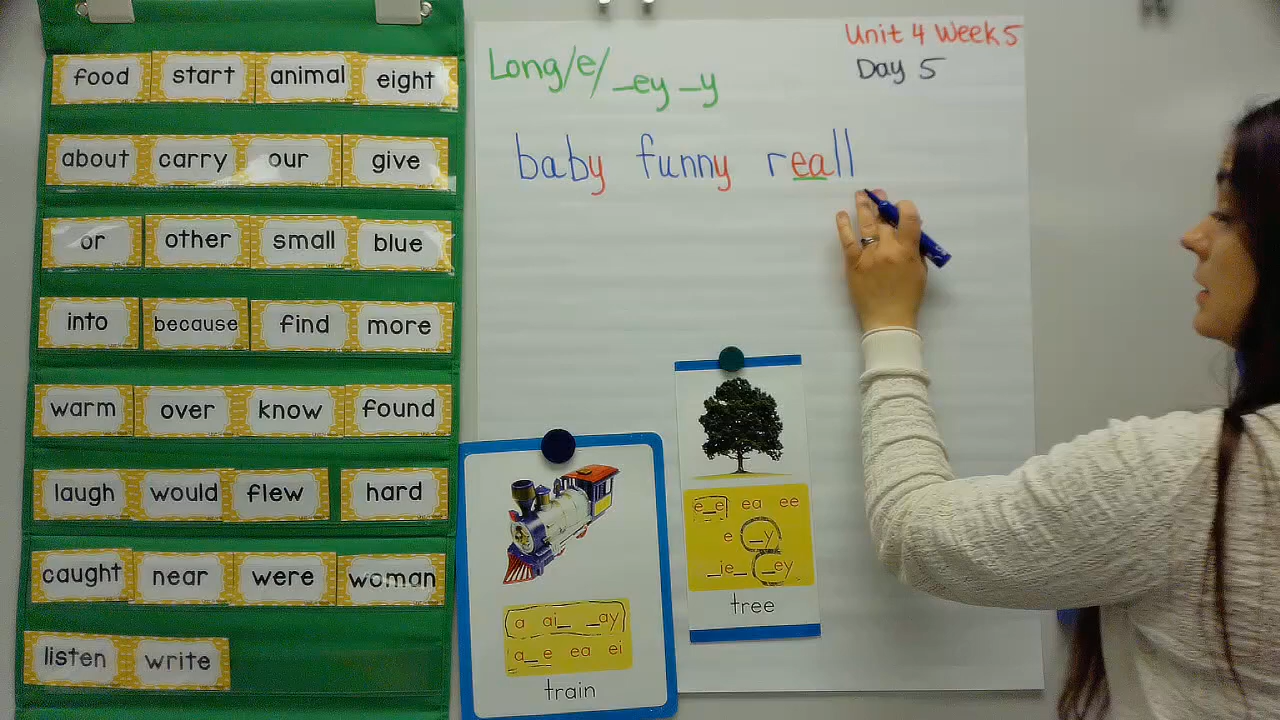 food start animal eight
about carry our give
or other small blue
into because find more
warm over know found
laugh would flew hard
caught near were woman
listen write
Unit 4 Week 5
Day 5
Long/e/ _ey _y
baby funny reall
a ai_ _ay
a_e ea ei
train
e_e ea ee
e _y
_ie_ _ey
tree